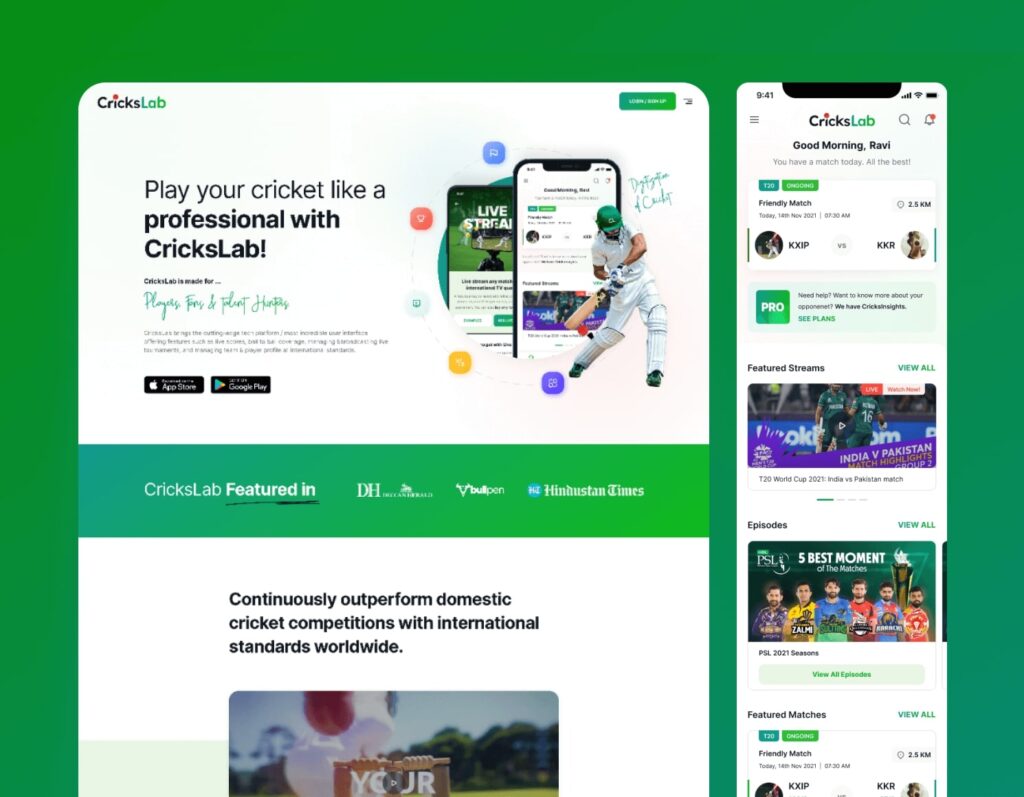 CricksLab
LOGIN / SIGN UP
Play your cricket like a
professional with
CricksLab!
CricksLab is made for ...
Players, Fans & Talent Hunters
CricksLab brings the cutting-edge tech platform / most incredible user interface
offering features such as live scores, ball to ball coverage, managing & broadcasting live
tournaments, and managing team & player profile at international standards.
App Store
Google Play
Digitization
of Cricket
LIVE
STREAM
Live stream any match
international TV qua
Good Morning, Ravi
T20 ONGOING
Friendly Match
KXIP VS KKR
Featured Streams
CricksLab Featured in
DH DECCAN HERALD
bullpen
HT Hindustan Times
Continuously outperform domestic
cricket competitions with international
standards worldwide.
YOUR
9:41
CricksLab
Good Morning, Ravi
You have a match today. All the best!
T20 ONGOING
Friendly Match
Today, 14th Nov 2021 | 07:30 AM
2.5 KM
KXIP VS KKR
PRO
Need help? Want to know more about your
opponenet? We have CricksInsights.
SEE PLANS
Featured Streams VIEW ALL
LIVE Watch Now!
16
INDIA V PAKISTAN
MATCH HIGHLIGHTS
GROUP 2
T20 World Cup 2021: India vs Pakistan match
Episodes VIEW ALL
PSL
5 BEST MOMENT
of The Matches
ZALMI
SULTANS
KARACHI
PSL 2021 Seasons
View All Episodes
Featured Matches VIEW ALL
T20 ONGOING
Friendly Match
Today, 14th Nov 2021 | 07:30 AM
2.5 KM
KXIP VS KKR